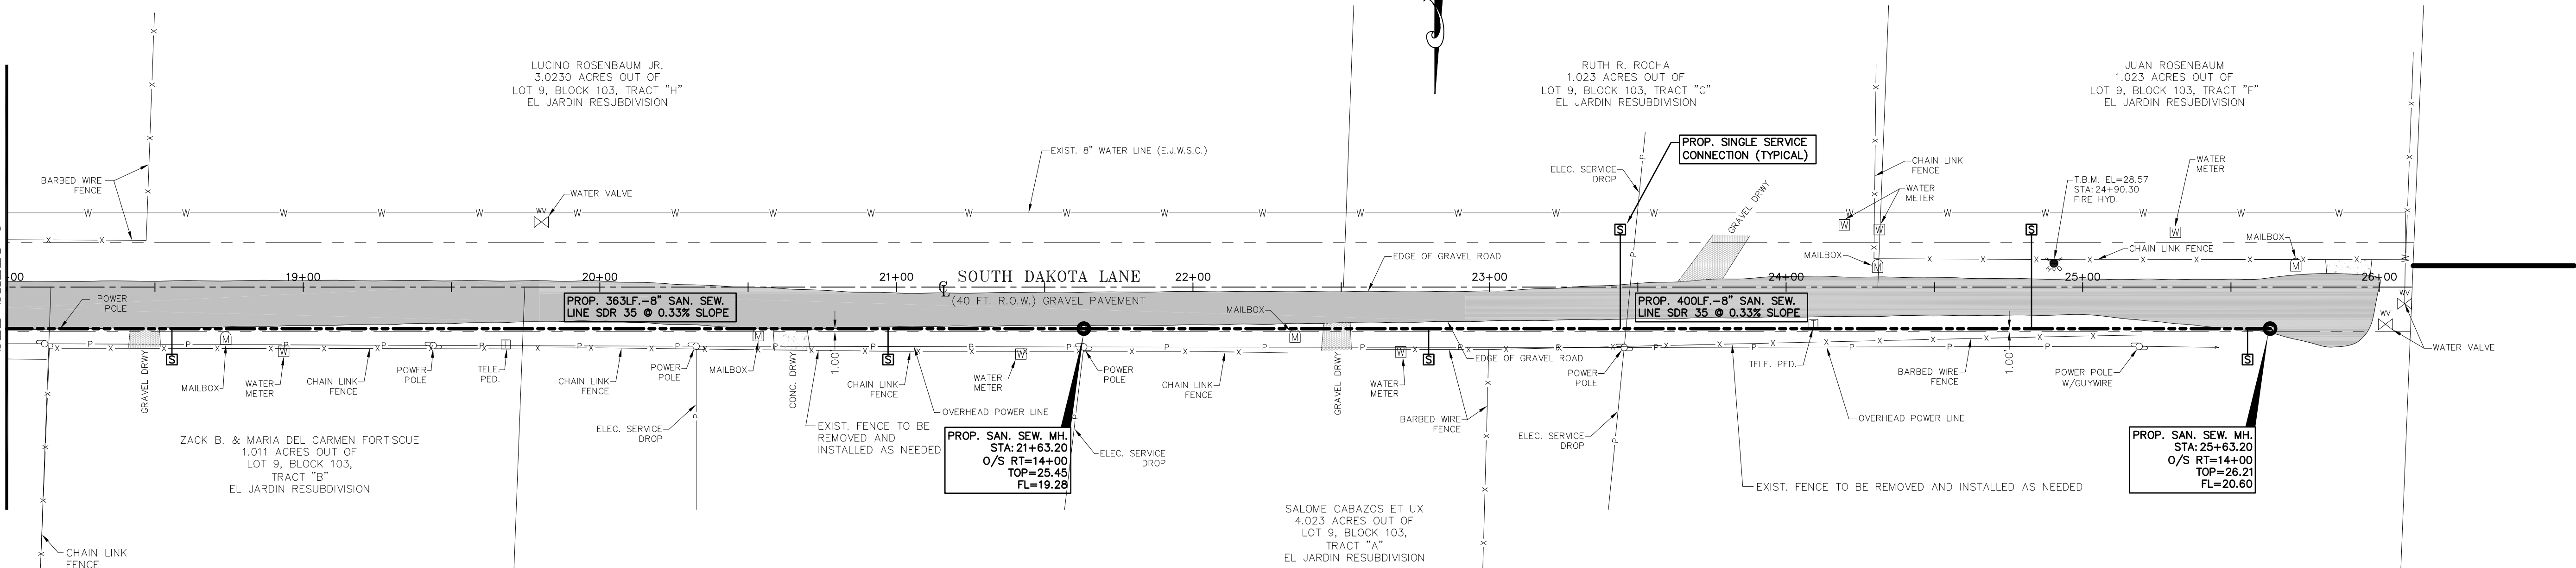 LUCINO ROSENBAUM JR.
3.0230 ACRES OUT OF
LOT 9, BLOCK 103, TRACT "H"
EL JARDIN RESUBDIVISION
RUTH R. ROCHA
1.023 ACRES OUT OF
LOT 9, BLOCK 103, TRACT "G"
EL JARDIN RESUBDIVISION
JUAN ROSENBAUM
1.023 ACRES OUT OF
LOT 9, BLOCK 103, TRACT "F"
EL JARDIN RESUBDIVISION
BARBED WIRE
FENCE
WV
WATER VALVE
EXIST. 8" WATER LINE (E.J.W.S.C.)
ELEC. SERVICE
DROP
PROP. SINGLE SERVICE
CONNECTION (TYPICAL)
GRAVEL DRWY
CHAIN LINK
FENCE
WATER
METER
T.B.M. EL=28.57
STA: 24+90.30
FIRE HYD.
WATER
METER
MAILBOX
HYD
CHAIN LINK FENCE
MAILBOX
EDGE OF GRAVEL ROAD
19+00
20+00
21+00
SOUTH DAKOTA LANE
22+00
23+00
24+00
25+00
26+00
(40 FT. R.O.W.) GRAVEL PAVEMENT
POWER
POLE
PROP. 363LF.-8" SAN. SEW.
LINE SDR 35 @ 0.33% SLOPE
PROP. 400LF.-8" SAN. SEW.
LINE SDR 35 @ 0.33% SLOPE
MAILBOX
WV
WV
WATER VALVE
GRAVEL DRWY
MAILBOX
WATER
METER
CHAIN LINK
FENCE
POWER
POLE
TELE.
PED.
CHAIN LINK
FENCE
POWER
POLE
MAILBOX
CONC. DRWY
1.00'
CHAIN LINK
FENCE
WATER
METER
POWER
POLE
CHAIN LINK
FENCE
GRAVEL DRWY
WATER
METER
EDGE OF GRAVEL ROAD
POWER
POLE
TELE. PED.
BARBED WIRE
FENCE
1.00'
POWER POLE
W/GUYWIRE
OVERHEAD POWER LINE
BARBED WIRE
FENCE
OVERHEAD POWER LINE
ELEC. SERVICE
DROP
EXIST. FENCE TO BE
REMOVED AND
INSTALLED AS NEEDED
PROP. SAN. SEW. MH.
STA: 21+63.20
O/S RT=14+00
TOP=25.45
FL=19.28
ELEC. SERVICE
DROP
ELEC. SERVICE
DROP
PROP. SAN. SEW. MH.
STA: 25+63.20
O/S RT=14+00
TOP=26.21
FL=20.60
EXIST. FENCE TO BE REMOVED AND INSTALLED AS NEEDED
ZACK B. & MARIA DEL CARMEN FORTISCUE
1.011 ACRES OUT OF
LOT 9, BLOCK 103,
TRACT "B"
EL JARDIN RESUBDIVISION
SALOME CABAZOS ET UX
4.023 ACRES OUT OF
LOT 9, BLOCK 103,
TRACT "A"
EL JARDIN RESUBDIVISION
CHAIN LINK
FENCE